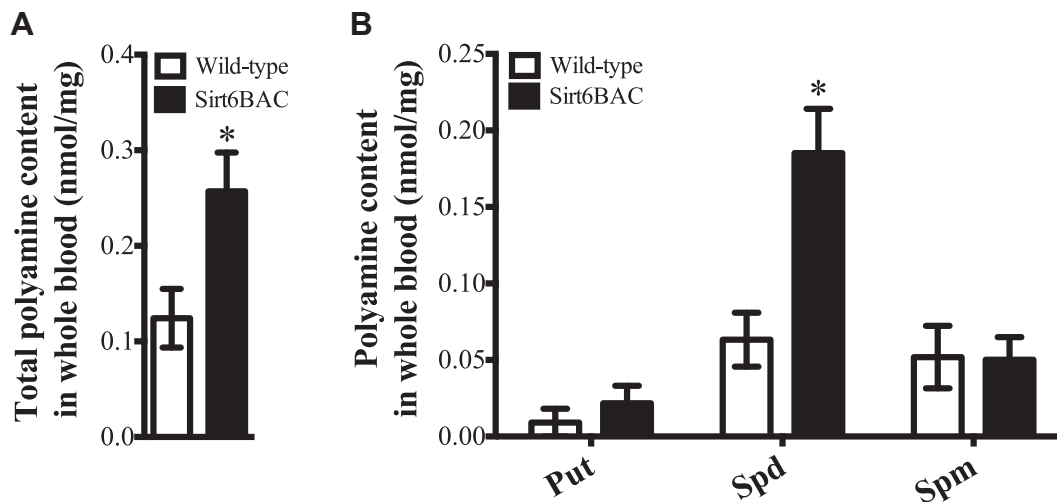 A
Total polyamine content
in whole blood (nmol/mg)
0.4
0.3
0.2
0.1
0.0
Wild-type
Sirt6BAC
*
B
Polyamine content
in whole blood (nmol/mg)
0.25
0.20
0.15
0.10
0.05
0.00
Wild-type
Sirt6BAC
*
Put
Spd
Spm